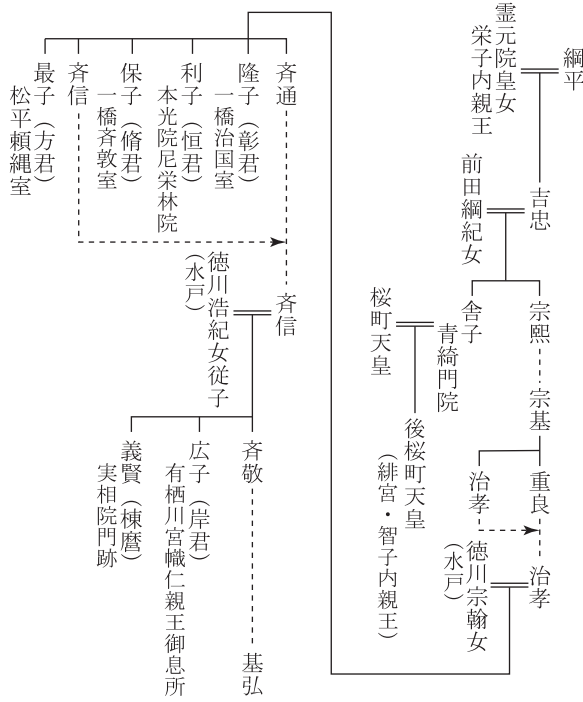 綱平
霊元院皇女
栄子内親王
吉忠
前田綱紀女
宗熙
舎子
青綺門院
桜町天皇
後桜町天皇
（緋宮・智子内親王）
宗基
重良
治孝
治孝
徳川宗翰女
（水戸）
斉通
隆子（彰君）
一橋治国室
利子（恒君）
本光院尼栄林院
保子（脩君）
一橋斉敦室
斉信
最子（方君）
松平頼縄室
斉信
徳川浩紀女従子
（水戸）
斉敬
広子（岸君）
有栖川宮幟仁親王御息所
義賢（棟麿）
実相院門跡
基弘